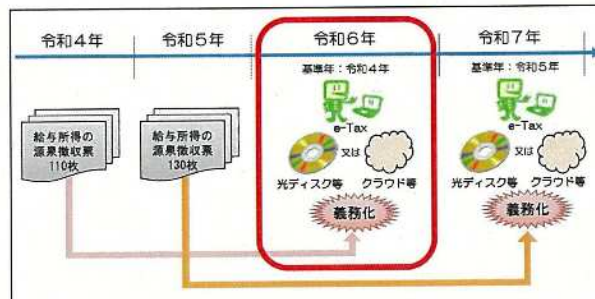 令和4年
令和5年
令和6年
令和7年
基準年：令和4年
基準年：令和5年
給与所得の
源泉徴収票
110枚
給与所得の
源泉徴収票
130枚
e-Tax
又は
光ディスク等
クラウド等
義務化
e-Tax
又は
光ディスク等
クラウド等
義務化